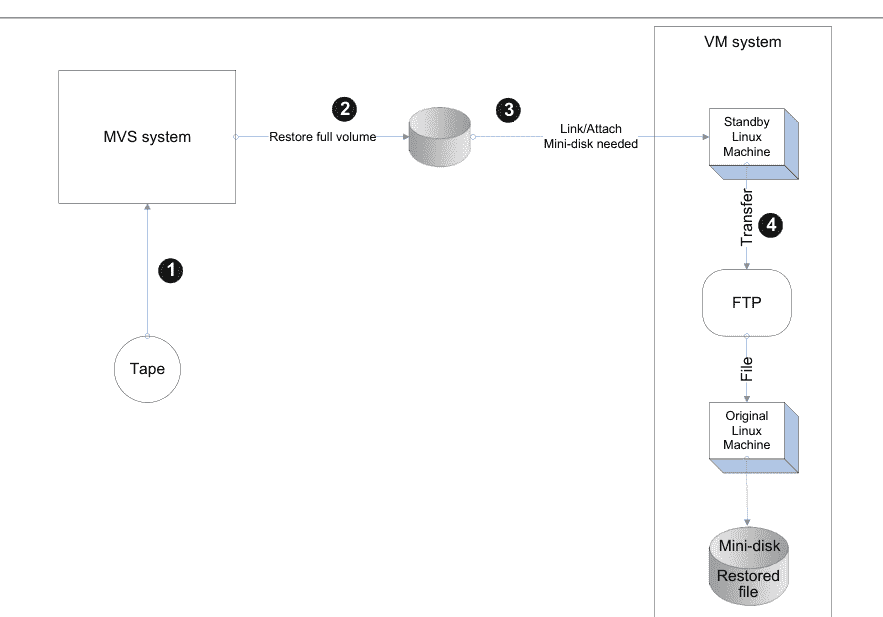 VM system
MVS system
2
Restore full volume
3
Link/Attach
Mini-disk needed
Standby
Linux
Machine
Transfer
4
1
FTP
Tape
File
Original
Linux
Machine
Mini-disk
Restored
file